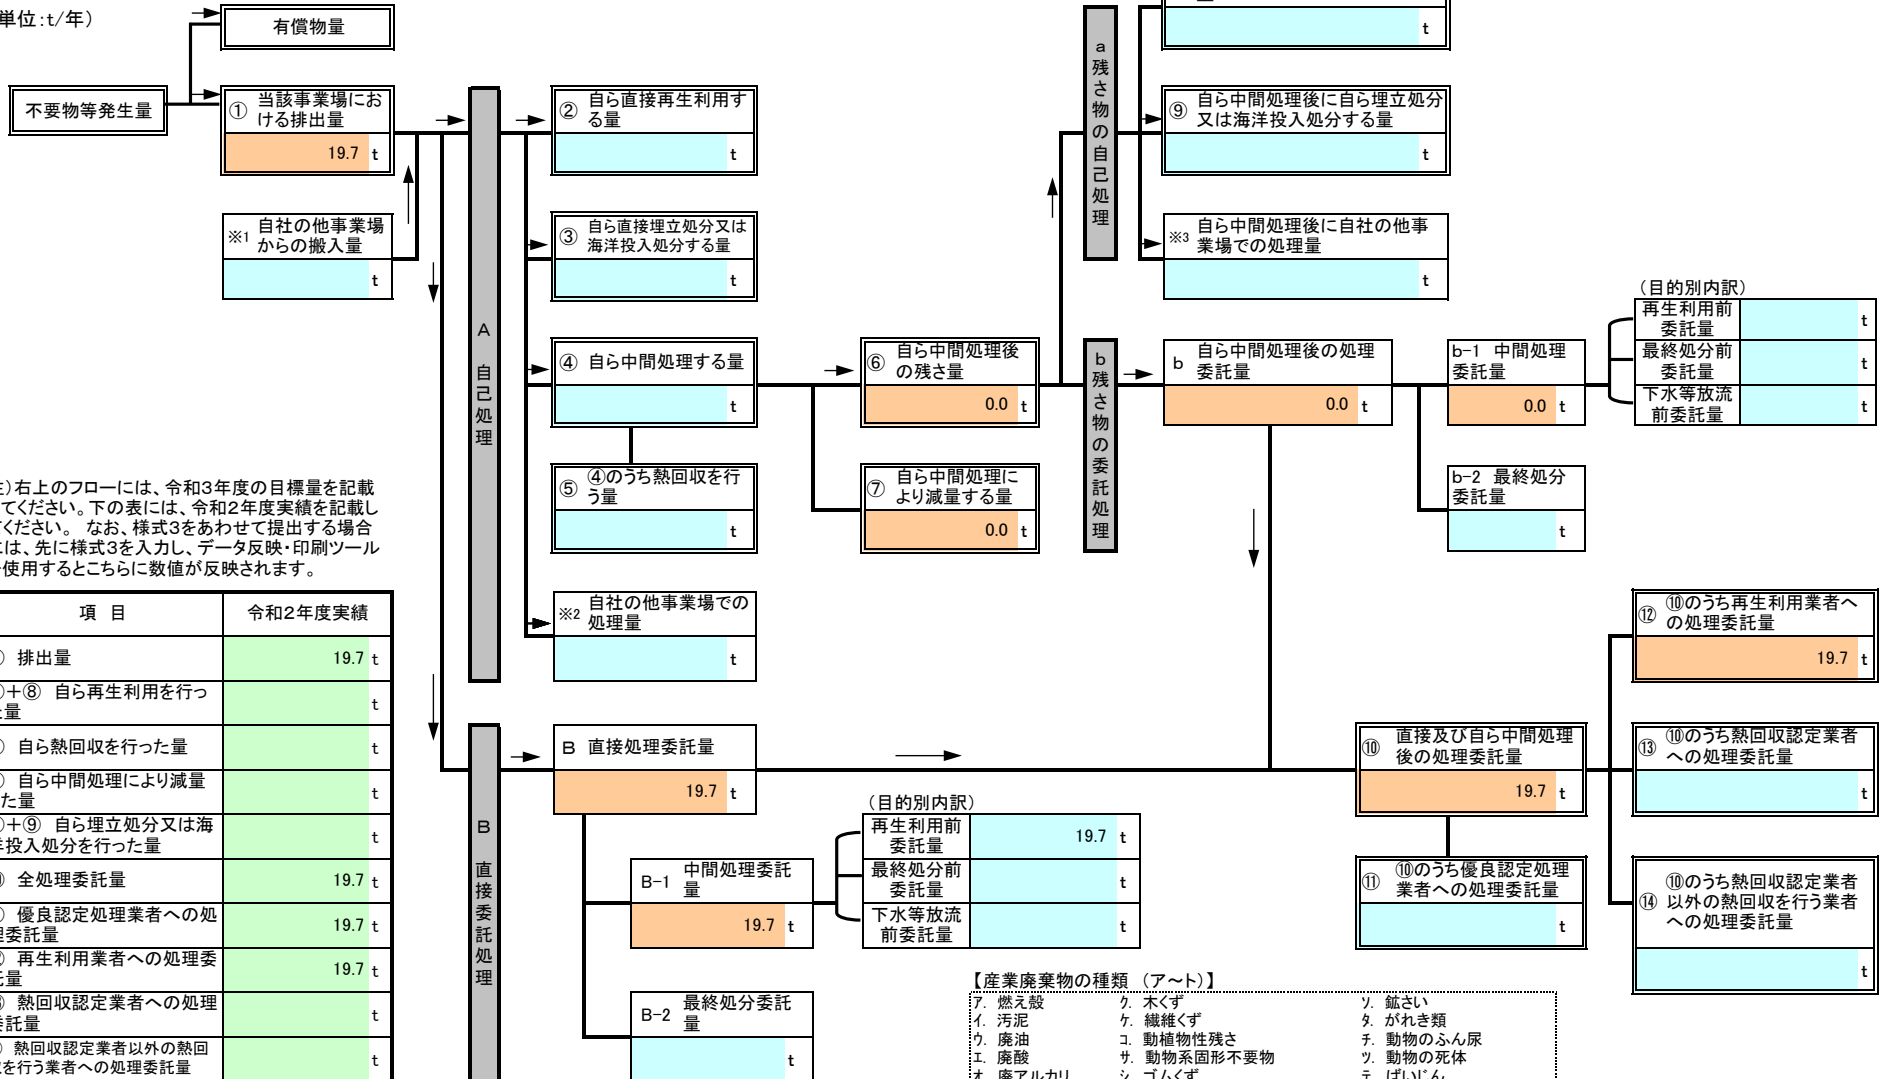 単位:t/年)
有償物量
不要物等発生量
① 当該事業場にお
ける排出量
19.7 t
※1 自社の他事業場
からの搬入量
t
A 自己処理
② 自ら直接再生利用す
る量
t
③ 自ら直接埋立処分又は
海洋投入処分する量
t
④ 自ら中間処理する量
t
⑤ ④のうち熱回収を行
う量
t
※2 自社の他事業場での
処理量
t
⑥ 自ら中間処理後
の残さ量
0.0 t
⑦ 自ら中間処理に
より減量する量
0.0 t
a 残さ物の自己処理
t
⑨ 自ら中間処理後に自ら埋立処分
又は海洋投入処分する量
t
※3 自ら中間処理後に自社の他事
業場での処理量
t
b 残さ物の委託処理
b 自ら中間処理後の処理
委託量
0.0 t
b-1 中間処理
委託量
0.0 t
b-2 最終処分
委託量
t
(目的別内訳)
再生利用前
委託量
t
最終処分前
委託量
t
下水等放流
前委託量
t
)右上のフローには、令和3年度の目標量を記載
てください。下の表には、令和2年度実績を記載し
ください。 なお、様式3をあわせて提出する場合
は、先に様式3を入力し、データ反映・印刷ツール
使用するとこちらに数値が反映されます。
項 目 令和2年度実績
) 排出量 19.7 t
)+⑧ 自ら再生利用を行っ
量
t
) 自ら熱回収を行った量 t
) 自ら中間処理により減量
た量
t
)+⑨ 自ら埋立処分又は海
投入処分を行った量
t
) 全処理委託量 19.7 t
) 優良認定処理業者への処
委託量
19.7 t
) 再生利用業者への処理委
量
19.7 t
) 熱回収認定業者への処理
託量
t
) 熱回収認定業者以外の熱回
を行う業者への処理委託量
t
B 直接委託処理
B 直接処理委託量
19.7 t
B-1 中間処理委託
量
19.7 t
B-2 最終処分委託
量
t
(目的別内訳)
再生利用前
委託量
19.7 t
最終処分前
委託量
t
下水等放流
前委託量
t
⑩ 直接及び自ら中間処理
後の処理委託量
19.7 t
⑪ ⑩のうち優良認定処理
業者への処理委託量
t
⑫ ⑩のうち再生利用業者へ
の処理委託量
19.7 t
⑬ ⑩のうち熱回収認定業者
への処理委託量
t
⑭ ⑩のうち熱回収認定業者
以外の熱回収を行う業者
への処理委託量
t
【産業廃棄物の種類 (ア~ト)】
ア. 燃え殻 ク. 木くず ソ. 鉱さい
イ. 汚泥 ケ. 繊維くず タ. がれき類
ウ. 廃油 コ. 動植物性残さ チ. 動物のふん尿
エ. 廃酸 サ. 動物系固形不要物 ツ. 動物の死体
オ. 廃アルカリ シ. ゴムくず テ. ばいじん